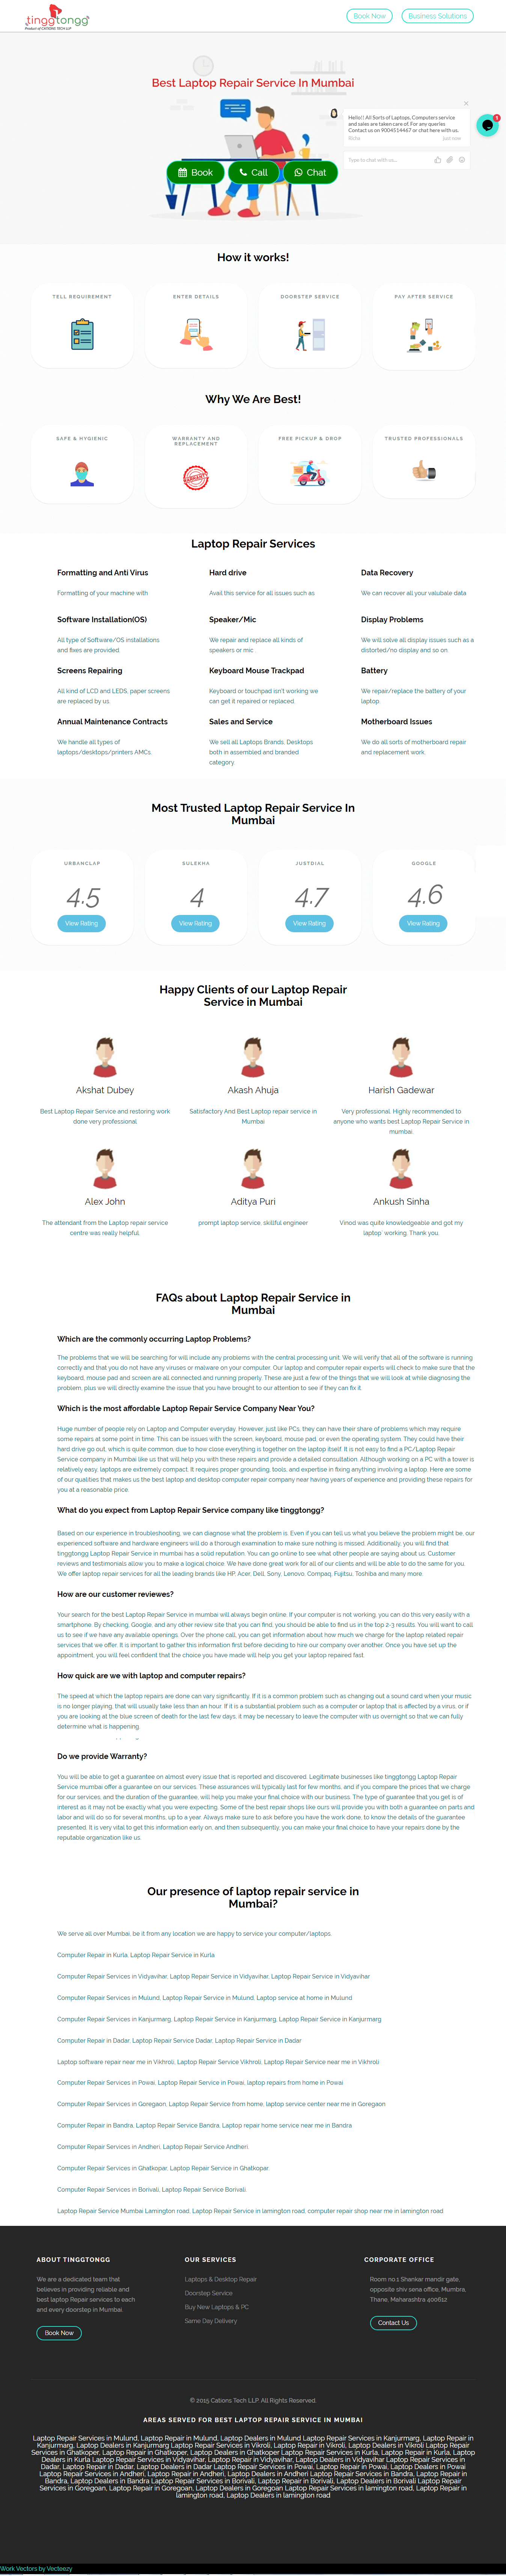 tinggtongg
Product of CATIONS TECH LLP
Book Now
Business Solutions
Best Laptop Repair Service In Mumbai
Hello!! All Sorts of Laptops, Computers service
and sales are taken care of. For any queries
Contact us on 9004514467 or chat here with us.
Risha
Just now
1
Type to chat with us...
Book
Call
Chat
How it works!
TELL REQUIREMENT
ENTER DETAILS
DOORSTEP SERVICE
PAY AFTER SERVICE
Why We Are Best!
SAFE & HYGIENIC
WARRANTY AND
REPLACEMENT
FREE PICKUP & DROP
TRUSTED PROFESSIONALS
WARRANTY
Laptop Repair Services
Formatting and Anti Virus
Formatting of your machine with
Hard drive
Avail this service for all issues such as
Data Recovery
We can recover all your valubale data
Software Installation(OS)
All type of Software/OS installations
and fixes are provided
Speaker/Mic
We repair and replace all kinds of
speakers or mic .
Display Problems
We will solve all display issues such as a
distorted/no display and so on
Screens Repairing
All kind of LCD and LEDS, paper screens
are replaced by us
Keyboard Mouse Trackpad
Keyboard or touchpad isn't working we
can get it repaired or replaced.
Battery
We repair/replace the battery of your
laptop.
Annual Maintenance Contracts
We handle all types of
laptops/desktops/printers AMCs
Sales and Service
We sell all Laptops Brands, Desktops
both in assembled and branded
category
Motherboard Issues
We do all sorts of motherboard repair
and replacement work.
Most Trusted Laptop Repair Service In
Mumbai
URBANCLAP
4.5
View Rating
SULEKHA
4
View Rating
JUSTDIAL
4.7
View Rating
GOOGLE
4.6
View Rating
Happy Clients of our Laptop Repair
Service in Mumbai
Akshat Dubey
Best Laptop Repair Service and restoring work
done very professional
Akash Ahuja
Satisfactory And Best Laptop repair service in
Mumbai
Harish Gadewar
Very professional. Highly recommended to
anyone who wants best Laptop Repair Service in
mumbai.
Alex John
The attendant from the Laptop repair service
centre was really helpful.
Aditya Puri
prompt laptop service, skillful engineer
Ankush Sinha
Vinod was quite knowledgeable and got my
laptop working. Thank you.
FAQs about Laptop Repair Service in
Mumbai
Which are the commonly occurring Laptop Problems?
The problems that we will be searching for will include any problems with the central processing unit. We will verify that all of the software is running
correctly and that you do not have any viruses or malware on your computer. Our laptop and computer repair experts will check to make sure that the
keyboard, mouse pad and screen are all connected and running properly. These are just a few of the things that we will look at while diagnosing the
problem, plus we will directly examine the issue that you have brought to our attention to see if they can fix it.
Which is the most affordable Laptop Repair Service Company Near You?
Huge number of people rely on Laptop and Computer everyday. However, just like PCs, they can have their share of problems which may require
some repairs at some point in time. This can be issues with the screen, keyboard, mouse pad, or even the operating system. They could have their
hard drive go out, which is quite common, due to how close everything is together on the laptop itself. It is not easy to find a PC/Laptop Repair
Service company in Mumbai like us that will help you with these repairs and provide a detailed consultation. Although working on a PC with a tower is
relatively easy, laptops are extremely compact. It requires proper grounding, tools, and expertise in fixing anything involving a laptop. Here are some
of our qualities that makes us the best laptop and desktop computer repair company near having years of experience and providing these repairs for
you at a reasonable price.
What do you expect from Laptop Repair Service company like tinggtongg?
Based on our experience in troubleshooting, we can diagnose what the problem is. Even if you can tell us what you believe the problem might be, our
experienced software and hardware engineers will do a thorough examination to make sure nothing is missed. Additionally, you will find that
tinggtongg Laptop Repair Service in mumbai has a solid reputation. You can go online to see what other people are saying about us. Customer
reviews and testimonials allow you to make a logical choice. We have done great work for all of our clients and will be able to do the same for you.
We offer laptop repair services for all the leading brands like HP, Acer, Dell, Sony, Lenovo, Compaq, Fujitsu, Toshiba and many more
How are our customer reviewes?
Your search for the best Laptop Repair Service in mumbai will always begin online. If your computer is not working, you can do this very easily with a
smartphone. By checking, Google, and any other review site that you can find; you should be able to find us in the top 2-3 results. You will want to call
us to see if we have any available openings. Over the phone call, you can get information about how much we charge for the laptop related repair
services that we offer. It is important to gather this information first before deciding to hire our company over another. Once you have set up the
appointment, you will feel confident that the choice you have made will help you get your laptop repaired fast.
How quick are we with laptop and computer repairs?
The speed at which the laptop repairs are done can vary significantly. If it is a common problem such as changing out a sound card when your music
is no longer playing, that will usually take less than an hour. If it is a substantial problem such as a computer or laptop that is affected by a virus, or if
you are looking at the blue screen of death for the last few days, it may be necessary to leave the computer with us overnight so that we can fully
determine what is happening.
Do we provide Warranty?
You will be able to get a guarantee on almost every issue that is reported and discovered. Legitimate businesses like tinggtongg Laptop Repair
Service mumbai offer a guarantee on our services. These assurances will typically last for few months, and if you compare the prices that we charge
for our services, and the duration of the guarantee, will help you make your final choice with our business. The type of guarantee that you get is of
interest as it may not be exactly what you were expecting. Some of the best repair shops like ours will provide you with both a guarantee on parts and
labor and will do so for several months, up to a year. Always make sure to ask before you have the work done, to know the details of the guarantee
presented. It is very vital to get this information early on, and then subsequently, you can make your final choice to have your repairs done by the
reputable organization like us.
Our presence of laptop repair service in
Mumbai?
We serve all over Mumbai, be it from any location we are happy to service your computer/laptops.
Computer Repair in Kurla, Laptop Repair Service in Kurla
Computer Repair Services in Vidyavihar, Laptop Repair Service in Vidyavihar, Laptop Repair Service in Vidyavihar
Computer Repair Services in Mulund, Laptop Repair Service in Mulund, Laptop service at home in Mulund
Computer Repair Services in Kanjurmarg, Laptop Repair Service in Kanjurmarg, Laptop Repair Service in Kanjurmarg
Computer Repair in Dadar, Laptop Repair Service Dadar, Laptop Repair Service in Dadar
Laptop software repair near me in Vikhroli, Laptop Repair Service Vikhroli, Laptop Repair Service near me in Vikhroli
Computer Repair Services in Powai, Laptop Repair Service in Powai, laptop repairs from home in Powai
Computer Repair Services in Goregaon, Laptop Repair Service from home, laptop service center near me in Goregaon
Computer Repair in Bandra, Laptop Repair Service Bandra, Laptop repair home service near me in Bandra
Computer Repair Services in Andheri, Laptop Repair Service Andheri
Computer Repair Services in Ghatkopar, Laptop Repair Service in Ghatkopar
Computer Repair Services in Borivali, Laptop Repair Service Borivali
Laptop Repair Service Mumbai Lamington road, Laptop Repair Service in lamington road, computer repair shop near me in lamington road
ABOUT TINGGTONGG
We are a dedicated team that
believes in providing reliable and
best laptop Repair services to each
and every doorstep in Mumbai.
Book Now
OUR SERVICES
Laptops & Desktop Repair
Doorstep Service
Buy New Laptops & PC
Same Day Delivery
CORPORATE OFFICE
Room no.1 Shankar mandir gate,
opposite shiv sena office, Mumbra,
Thane, Maharashtra 400612
Contact Us
© 2015 Cations Tech LLP. All Rights Reserved.
AREAS SERVED FOR BEST LAPTOP REPAIR SERVICE IN MUMBAI
Laptop Repair Services in Mulund, Laptop Repair in Mulund, Laptop Dealers in Mulund Laptop Repair Services in Kanjurmarg, Laptop Repair in
Kanjurmarg, Laptop Dealers in Kanjurmarg Laptop Repair Services in Vikroli, Laptop Repair in Vikroli, Laptop Dealers in Vikroli Laptop Repair
Services in Ghatkoper, Laptop Repair in Ghatkoper, Laptop Dealers in Ghatkoper Laptop Repair Services in Kurla, Laptop Repair in Kurla, Laptop
Dealers in Kurla Laptop Repair Services in Vidyavihar, Laptop Repair in Vidyavihar, Laptop Dealers in Vidyavihar Laptop Repair Services in
Dadar, Laptop Repair in Dadar, Laptop Dealers in Dadar Laptop Repair Services in Powai, Laptop Repair in Powai, Laptop Dealers in Powai
Laptop Repair Services in Andheri, Laptop Repair in Andheri, Laptop Dealers in Andheri Laptop Repair Services in Bandra, Laptop Repair in
Bandra, Laptop Dealers in Bandra Laptop Repair Services in Borivali, Laptop Repair in Borivali, Laptop Dealers in Borivali Laptop Repair
Services in Goregoan, Laptop Repair in Goregoan, Laptop Dealers in Goregoan Laptop Repair Services in lamington road, Laptop Repair in
lamington road, Laptop Dealers in lamington road
Work Vectors by Vecteezy